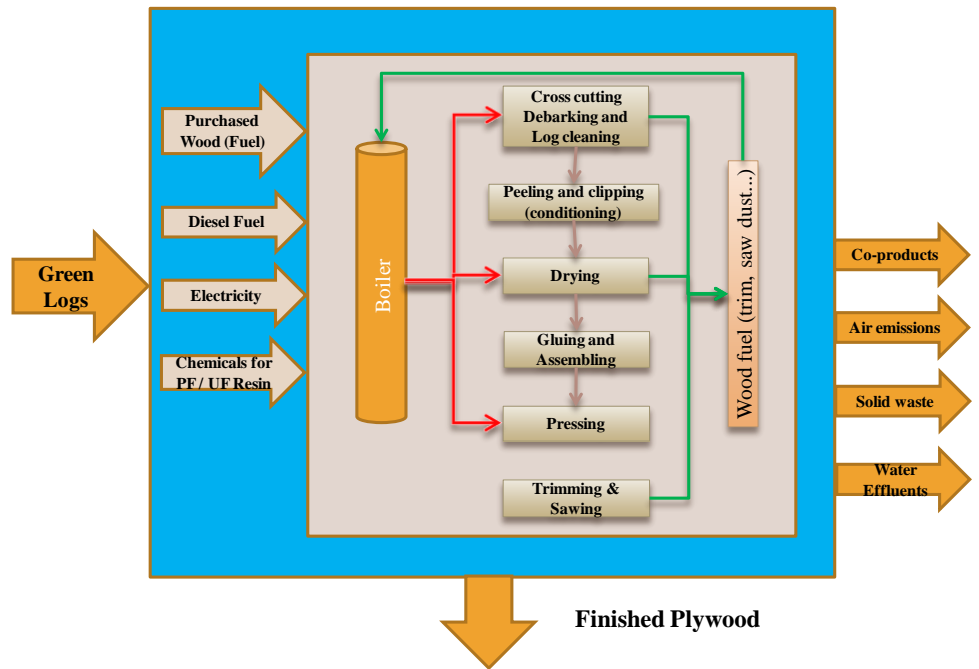 Green
Logs
Purchased
Wood (Fuel)
Diesel Fuel
Electricity
Chemicals for
PF / UF Resin
Boiler
Cross cutting
Debarking and
Log cleaning
Peeling and clipping
(conditioning)
Drying
Gluing and
Assembling
Pressing
Trimming &
Sawing
Wood fuel (trim, saw dust...)
Co-products
Air emissions
Solid waste
Water
Effluents
Finished Plywood